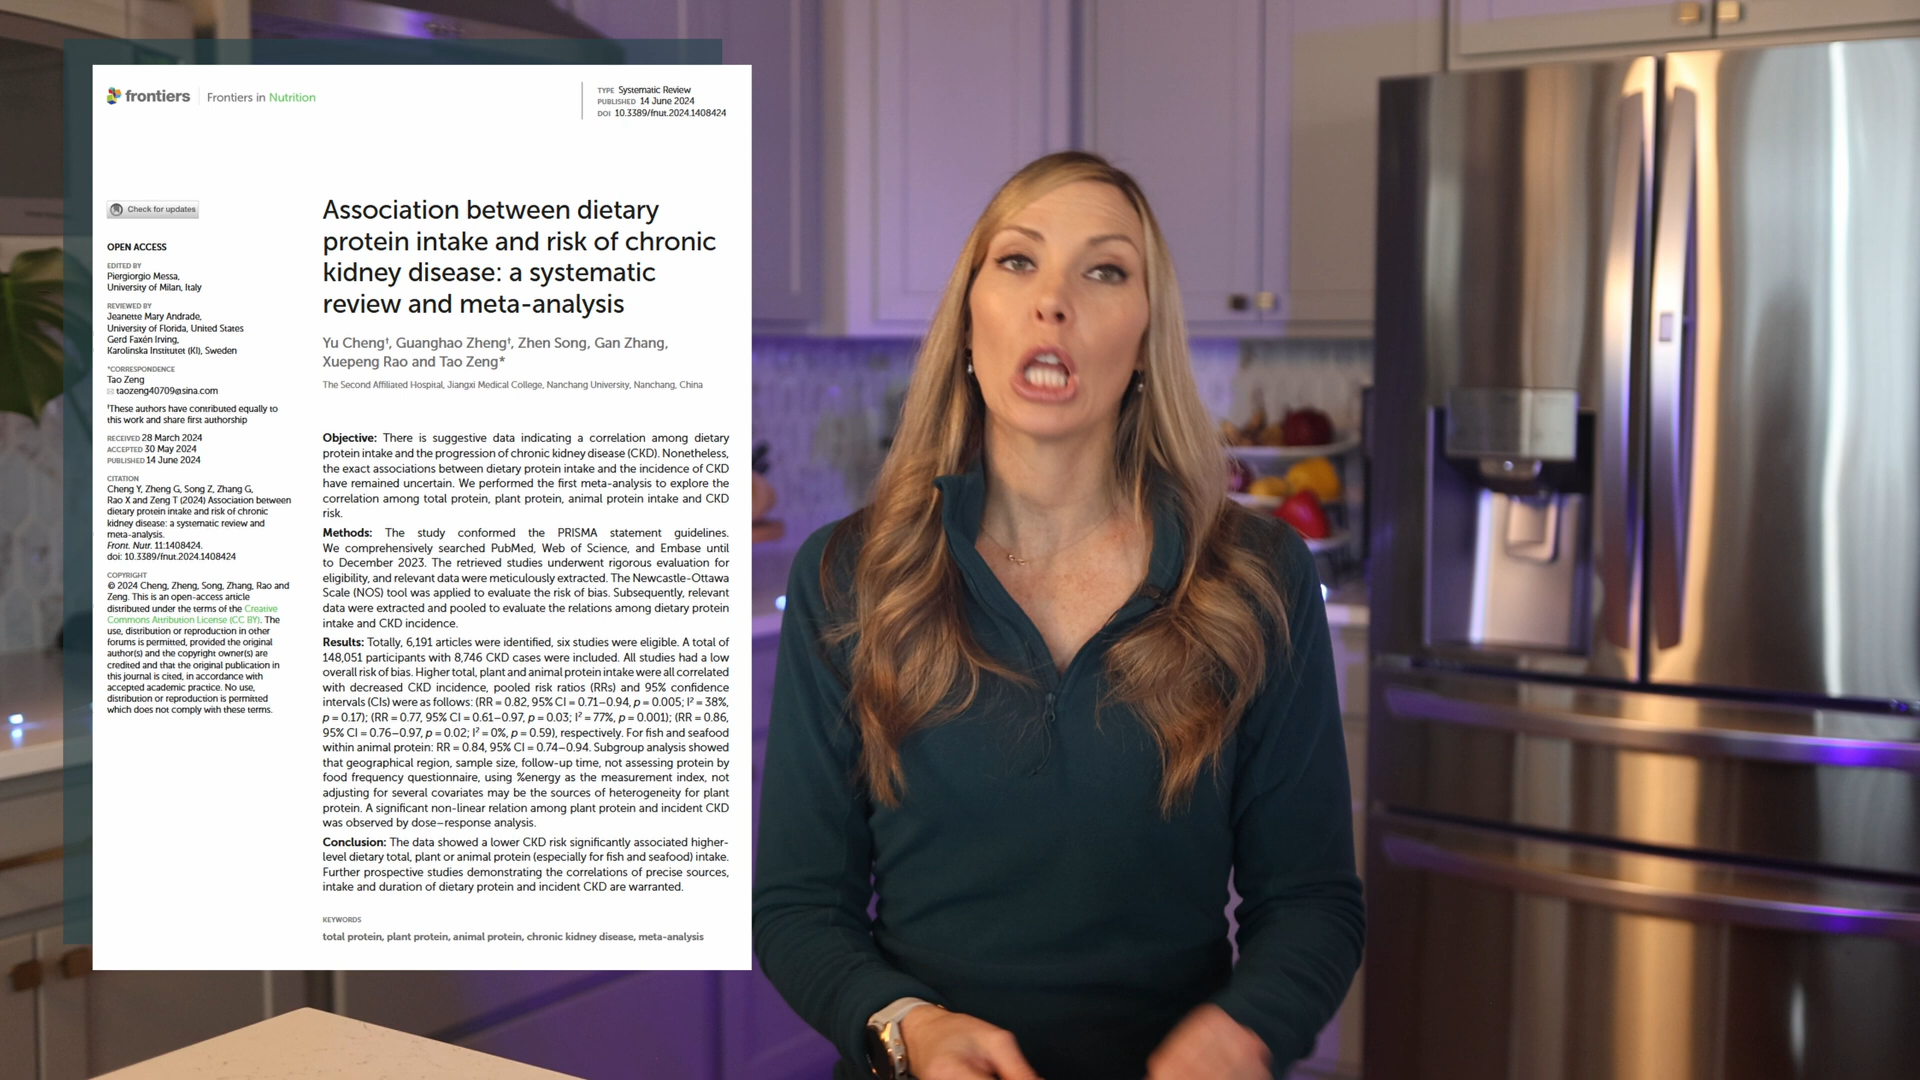 frontiers | Frontiers in Nutrition
TYPE Systematic Review
PUBLISHED 14 June 2024
DOI 10.3389/fnut.2024.1408424
Check for updates
OPEN ACCESS
EDITED BY
Piergiorgio Messa,
University of Milan, Italy
REVIEWED BY
Jeanette Mary Andrade,
University of Florida, United States
Gerd Faxén Irving,
Karolinska Institutet (KI), Sweden
*CORRESPONDENCE
Tao Zeng
taozeng40709@sina.com
†These authors have contributed equally to
this work and share first authorship
RECEIVED 28 March 2024
ACCEPTED 30 May 2024
PUBLISHED 14 June 2024
CITATION
Cheng Y, Zheng G, Song Z, Zhang G,
Rao X and Zeng T (2024) Association between
dietary protein intake and risk of chronic
kidney disease: a systematic review and
meta-analysis.
Front. Nutr. 11:1408424.
doi: 10.3389/fnut.2024.1408424
COPYRIGHT
© 2024 Cheng, Zheng, Song, Zhang, Rao and
Zeng. This is an open-access article
distributed under the terms of the Creative
Commons Attribution License (CC BY). The
use, distribution or reproduction in other
forums is permitted, provided the original
author(s) and the copyright owner(s) are
credited and that the original publication in
this journal is cited, in accordance with
accepted academic practice. No use,
distribution or reproduction is permitted
which does not comply with these terms.
Association between dietary
protein intake and risk of chronic
kidney disease: a systematic
review and meta-analysis
Yu Cheng†, Guanghao Zheng†, Zhen Song, Gan Zhang,
Xuepeng Rao and Tao Zeng*
The Second Affiliated Hospital, Jiangxi Medical College, Nanchang University, Nanchang, China
Objective: There is suggestive data indicating a correlation among dietary
protein intake and the progression of chronic kidney disease (CKD). Nonetheless,
the exact associations between dietary protein intake and the incidence of CKD
have remained uncertain. We performed the first meta-analysis to explore the
correlation among total protein, plant protein, animal protein intake and CKD
risk.
Methods: The study conformed the PRISMA statement guidelines.
We comprehensively searched PubMed, Web of Science, and Embase until
to December 2023. The retrieved studies underwent rigorous evaluation for
eligibility, and relevant data were meticulously extracted. The Newcastle-Ottawa
Scale (NOS) tool was applied to evaluate the risk of bias. Subsequently, relevant
data were extracted and pooled to evaluate the relations among dietary protein
intake and CKD incidence.
Results: Totally, 6,191 articles were identified, six studies were eligible. A total of
148,051 participants with 8,746 CKD cases were included. All studies had a low
overall risk of bias. Higher total, plant and animal protein intake were all correlated
with decreased CKD incidence, pooled risk ratios (RRs) and 95% confidence
intervals (CIs) were as follows: (RR = 0.82, 95% CI = 0.71–0.94, p = 0.005; I² = 38%,
p = 0.17); (RR = 0.77, 95% CI = 0.61–0.97, p = 0.03; I² = 77%, p = 0.001); (RR = 0.86,
95% CI = 0.76–0.97, p = 0.02; I² = 0%, p = 0.59), respectively. For fish and seafood
within animal protein: RR = 0.84, 95% CI = 0.74–0.94. Subgroup analysis showed
that geographical region, sample size, follow-up time, not assessing protein by
food frequency questionnaire, using %energy as the measurement index, not
adjusting for several covariates may be the sources of heterogeneity for plant
protein. A significant non-linear relation among plant protein and incident CKD
was observed by dose–response analysis.
Conclusion: The data showed a lower CKD risk significantly associated higher-
level dietary total, plant or animal protein (especially for fish and seafood) intake.
Further prospective studies demonstrating the correlations of precise sources,
intake and duration of dietary protein and incident CKD are warranted.
KEYWORDS
total protein, plant protein, animal protein, chronic kidney disease, meta-analysis